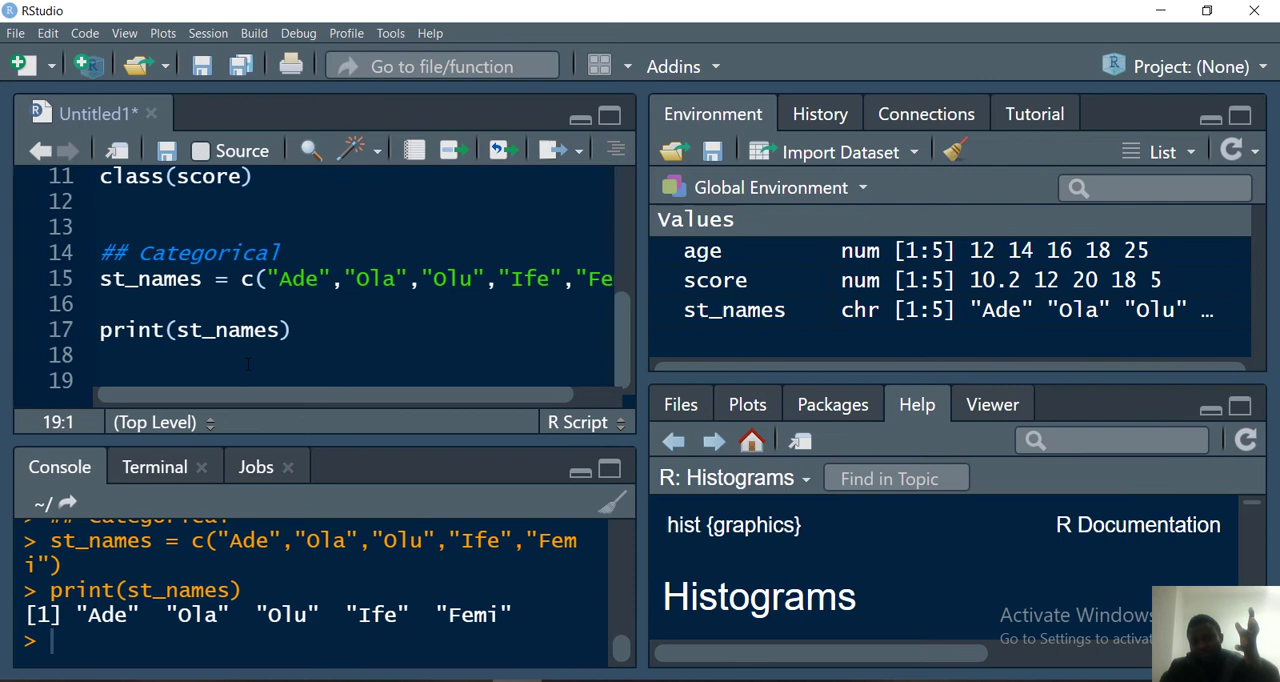 RStudio
File Edit Code View Plots Session Build Debug Profile Tools Help
Go to file/function Addins Project: (None)
Untitled1*
Source
11 class(score)
12
13
14 ## Categorical
15 st_names = c("Ade","Ola","Olu","Ife","Fe
16
17 print(st_names)
18
19
19:1 (Top Level) R Script
Console Terminal Jobs
~/
> ## Categorical
> st_names = c("Ade","Ola","Olu","Ife","Fem
i")
> print(st_names)
[1] "Ade" "Ola" "Olu" "Ife" "Femi"
>
Environment History Connections Tutorial
Import Dataset List
Global Environment
Values
age num [1:5] 12 14 16 18 25
score num [1:5] 10.2 12 20 18 5
st_names chr [1:5] "Ade" "Ola" "Olu" ...
Files Plots Packages Help Viewer
R: Histograms Find in Topic
hist {graphics} R Documentation
Histograms
Activate Windows
Go to Settings to activat